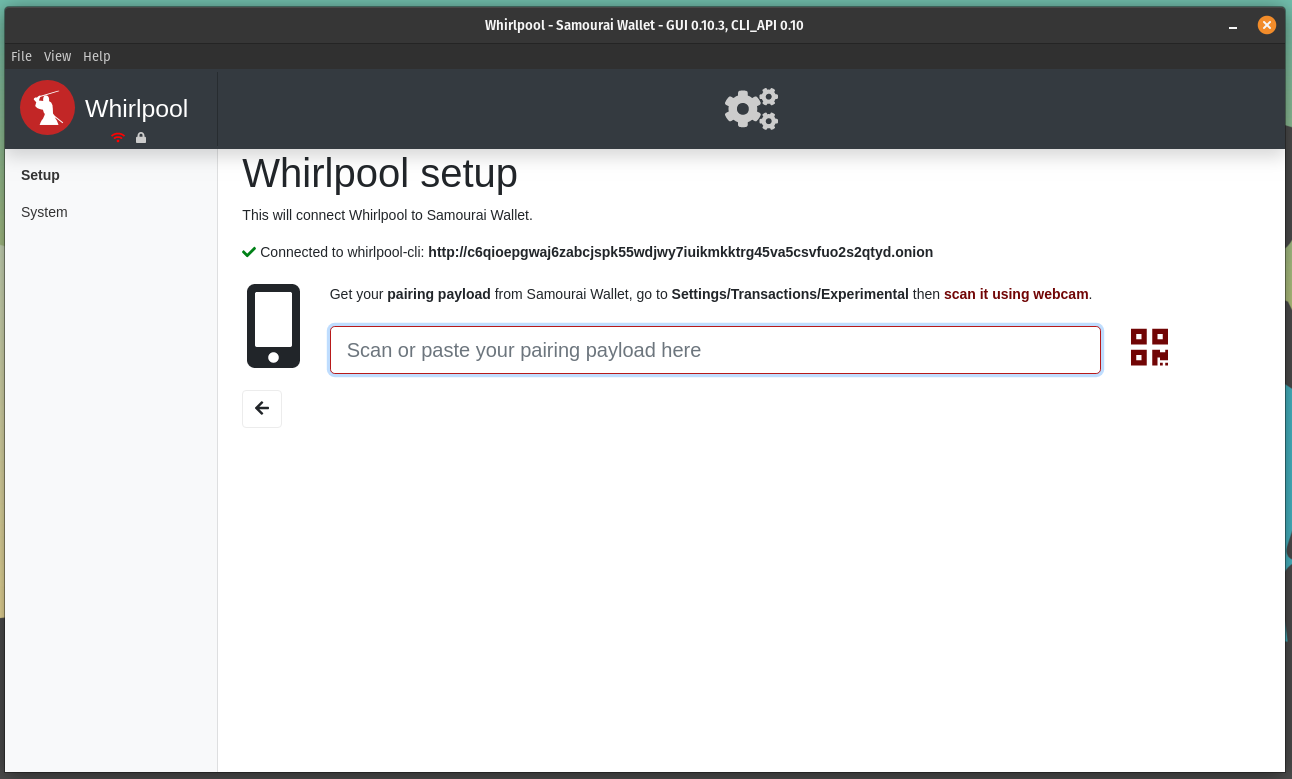 Whirlpool - Samourai Wallet - GUI 0.10.3, CLI_API 0.10
File View Help
Whirlpool
Setup
System
Whirlpool setup
This will connect Whirlpool to Samourai Wallet.
Connected to whirlpool-cli: http://c6qioepgwaj6zabcjspk55wdjwy7iuikmkktrg45va5csvfuo2s2qtyd.onion
Get your pairing payload from Samourai Wallet, go to Settings/Transactions/Experimental then scan it using webcam.
Scan or paste your pairing payload here